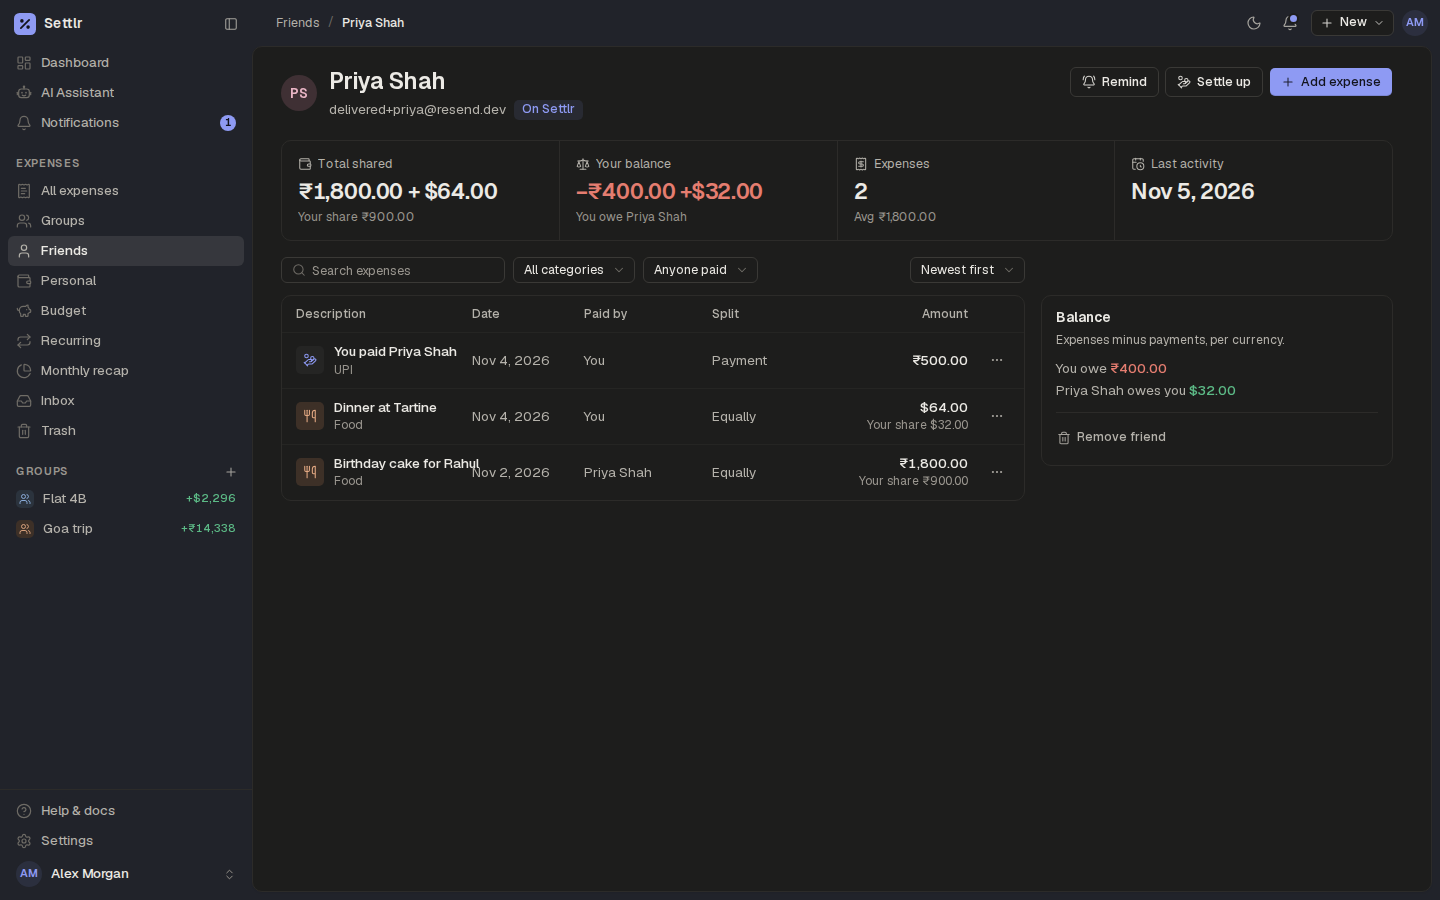 Settlr
Friends / Priya Shah
New
AM
Dashboard
AI Assistant
Notifications
1
EXPENSES
All expenses
Groups
Friends
Personal
Budget
Recurring
Monthly recap
Inbox
Trash
GROUPS
Flat 4B
+$2,296
Goa trip
+₹14,338
Help & docs
Settings
AM
Alex Morgan
PS
Priya Shah
delivered+priya@resend.dev
On Settlr
Remind
Settle up
Add expense
Total shared
₹1,800.00 + $64.00
Your share ₹900.00
Your balance
-₹400.00 +$32.00
You owe Priya Shah
Expenses
2
Avg ₹1,800.00
Last activity
Nov 5, 2026
Search expenses
All categories
Anyone paid
Newest first
Description Date Paid by Split Amount
You paid Priya Shah
UPI
Nov 4, 2026
You
Payment
₹500.00
Dinner at Tartine
Food
Nov 4, 2026
You
Equally
$64.00
Your share $32.00
Birthday cake for Rahul
Food
Nov 2, 2026
Priya Shah
Equally
₹1,800.00
Your share ₹900.00
Balance
Expenses minus payments, per currency.
You owe ₹400.00
Priya Shah owes you $32.00
Remove friend